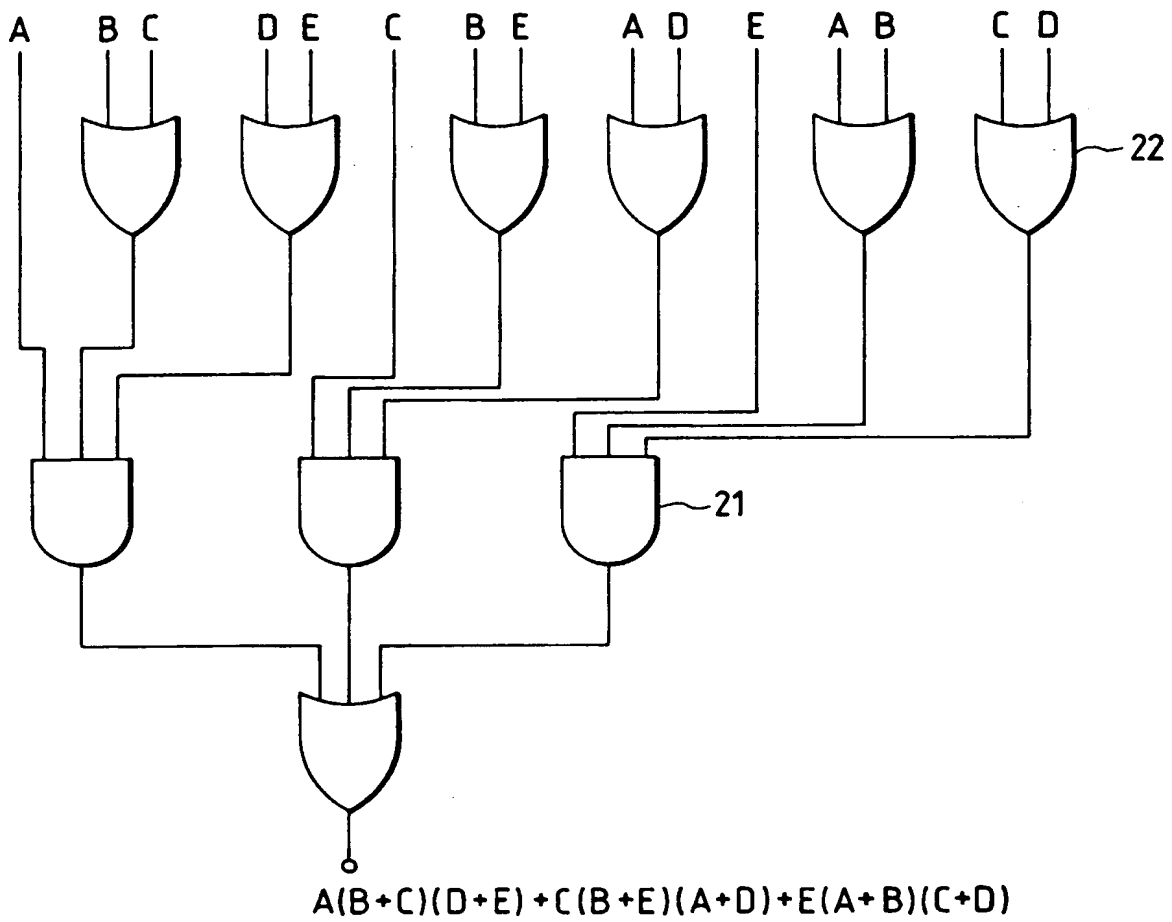 A B C D E C B E A D E A B C D
22
21
A(B+C)(D+E)+C(B+E)(A+D)+E(A+B)(C+D)